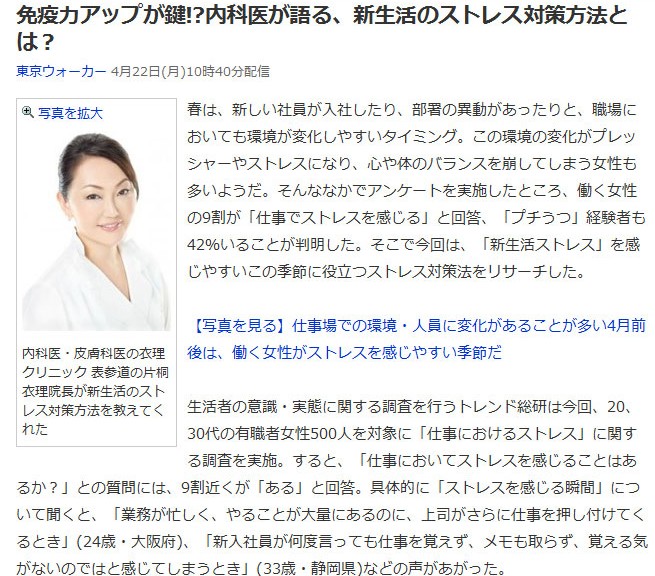 免疫力アップが鍵!?内科医が語る、新生活のストレス対策方法と
は？
東京ウォーカー 4月22日(月)10時40分配信
写真を拡大
内科医・皮膚科医の衣理
クリニック 表参道の片桐
衣理院長が新生活のスト
レス対策方法を教えてく
れた
春は、新しい社員が入社したり、部署の異動があったりと、職場
においても環境が変化しやすいタイミング。この環境の変化がプレッ
シャーやストレスになり、心や体のバランスを崩してしまう女性も
多いようだ。そんななかでアンケートを実施したところ、働く女性
の9割が「仕事でストレスを感じる」と回答、「プチうつ」経験者も
42%いることが判明した。そこで今回は、「新生活ストレス」を感
じやすいこの季節に役立つストレス対策法をリサーチした。
【写真を見る】仕事場での環境・人員に変化があることが多い4月前
後は、働く女性がストレスを感じやすい季節だ
生活者の意識・実態に関する調査を行うトレンド総研は今回、20、
30代の有職者女性500人を対象に「仕事におけるストレス」に関す
る調査を実施。すると、「仕事においてストレスを感じることはあ
るか？」との質問には、9割近くが「ある」と回答。具体的に「ストレスを感じる瞬間」につ
いて聞くと、「業務が忙しく、やることが大量にあるのに、上司がさらに仕事を押し付けてく
るとき」(24歳・大阪府)、「新入社員が何度言っても仕事を覚えず、メモも取らず、覚える気
がないのではと感じてしまうとき」(33歳・静岡県)などの声があがった。